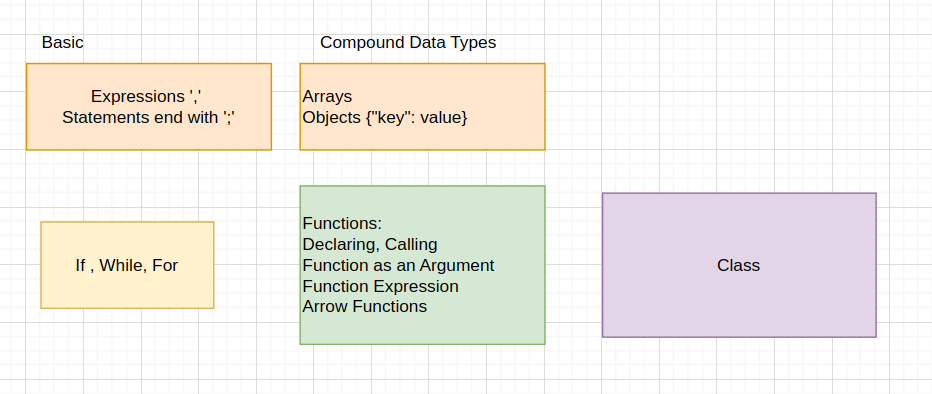 Basic
Compound Data Types
Expressions ','
Statements end with ';'
Arrays
Objects {"key": value}
If , While, For
Functions:
Declaring, Calling
Function as an Argument
Function Expression
Arrow Functions
Class